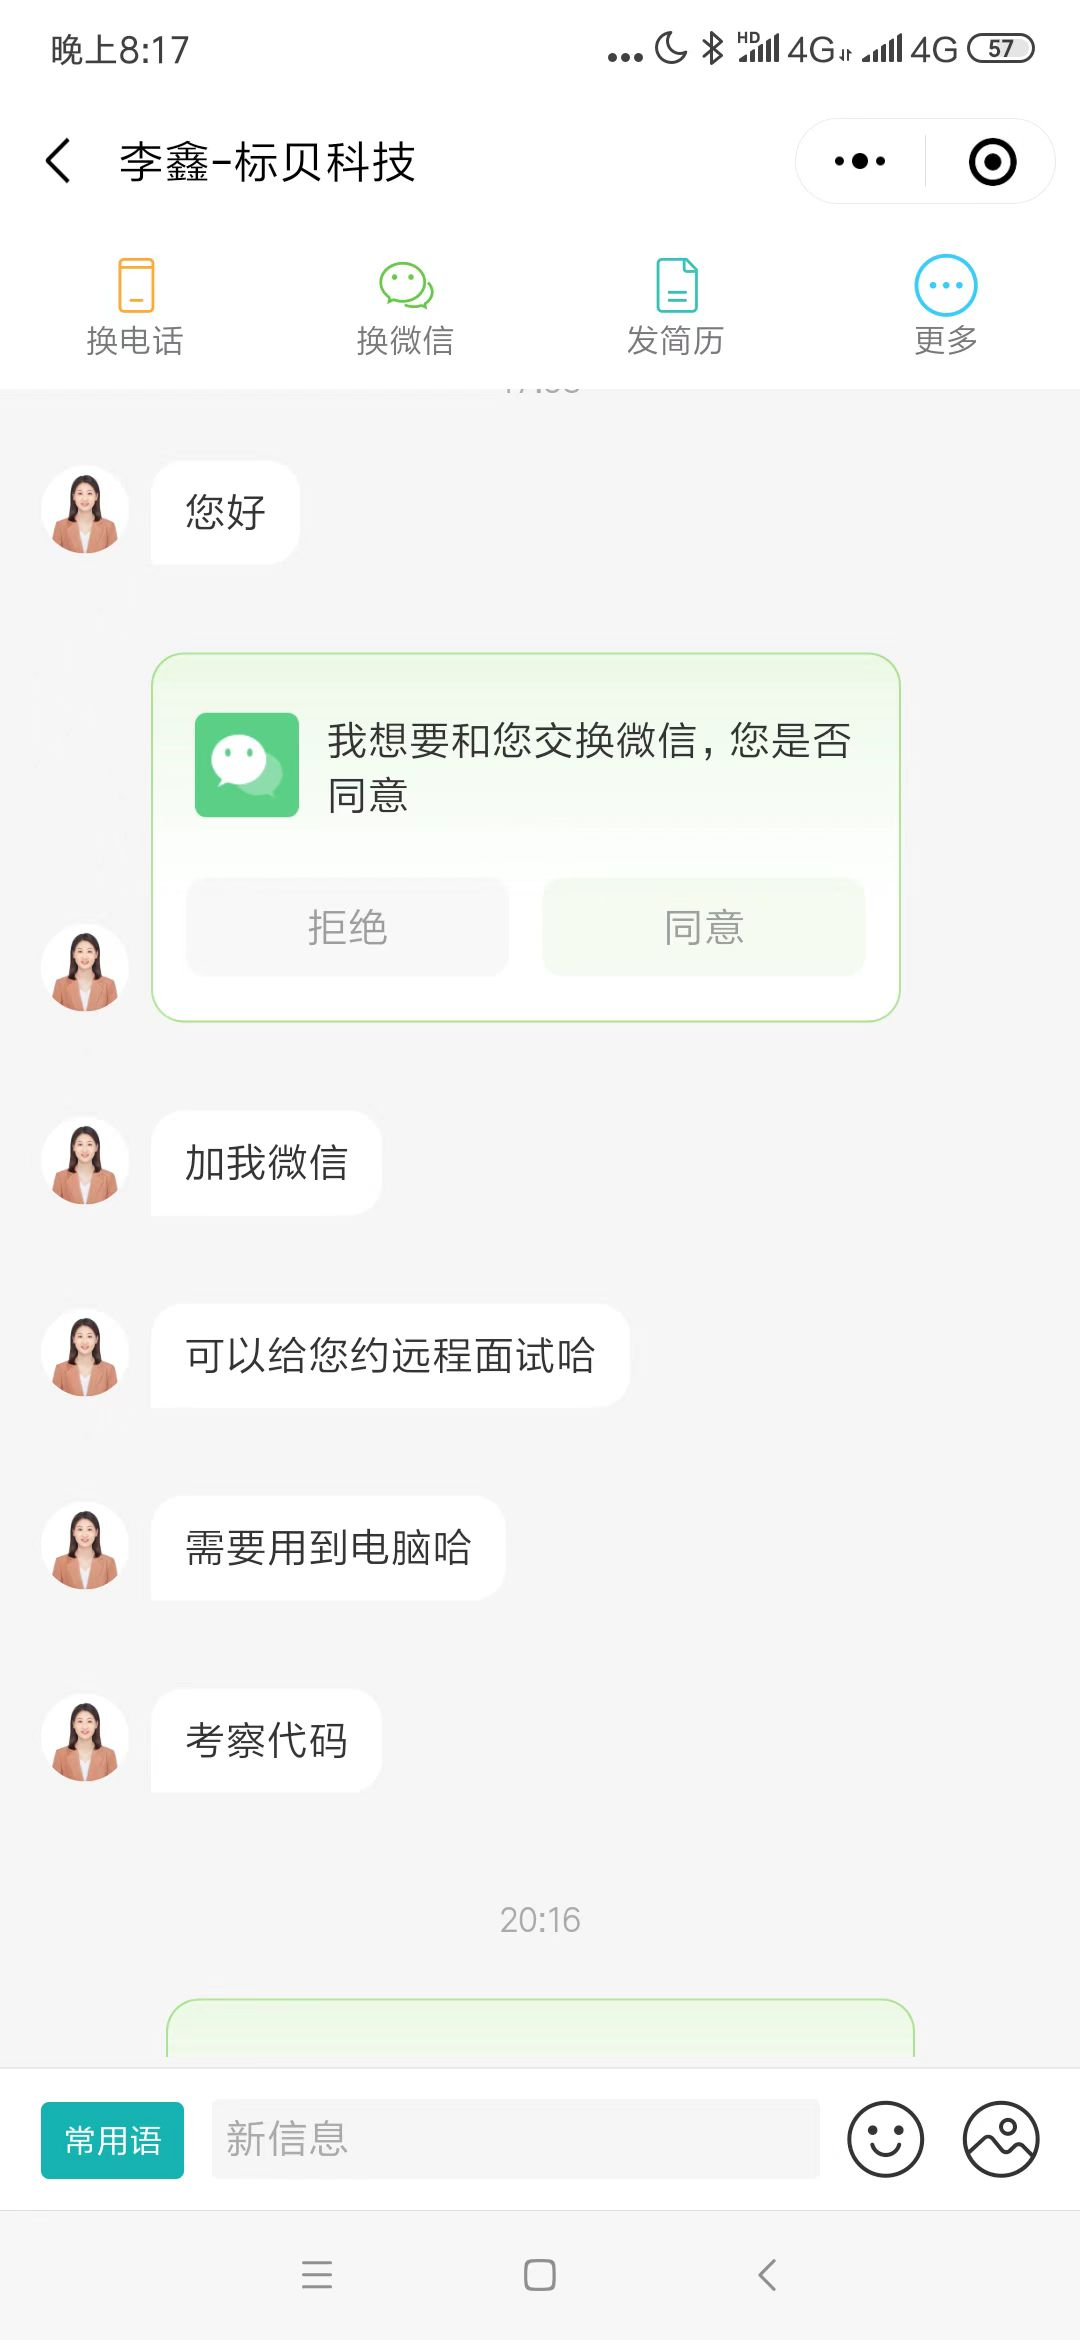 晚上8:17
HD 4G 4G 57
李鑫-标贝科技
换电话 换微信 发简历 更多
您好
我想要和您交换微信，您是否
同意
拒绝 同意
加我微信
可以给您约远程面试哈
需要用到电脑哈
考察代码
20:16
常用语 新信息